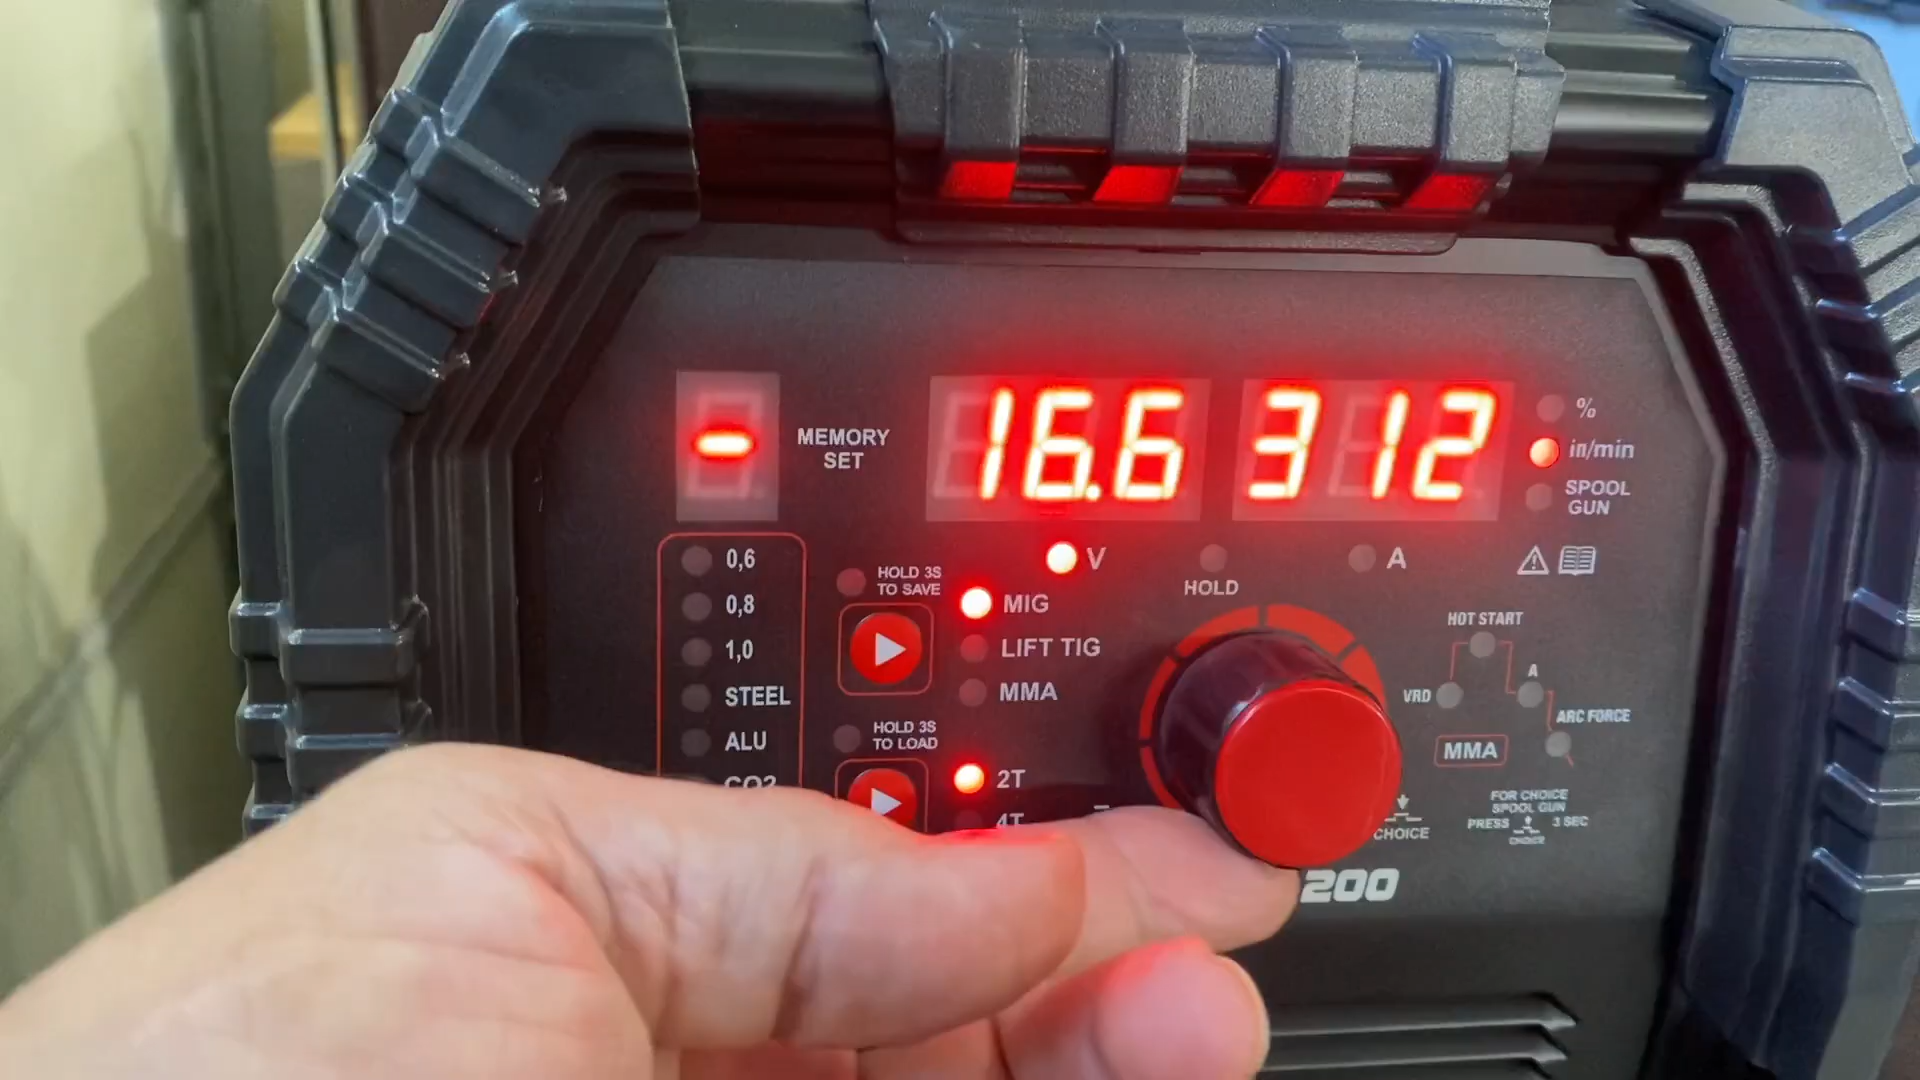 -
MEMORY
SET
16.6
312
%
in/min
SPOOL
GUN
V
HOLD
A
0,6
0,8
1,0
STEEL
ALU
CO2
HOLD 3S
TO SAVE
HOLD 3S
TO LOAD
MIG
LIFT TIG
MMA
2T
4T
HOT START
VRD
A
ARC FORCE
MMA
CHOICE
FOR CHOICE
SPOOL GUN
PRESS 3 SEC
CHOICE
200